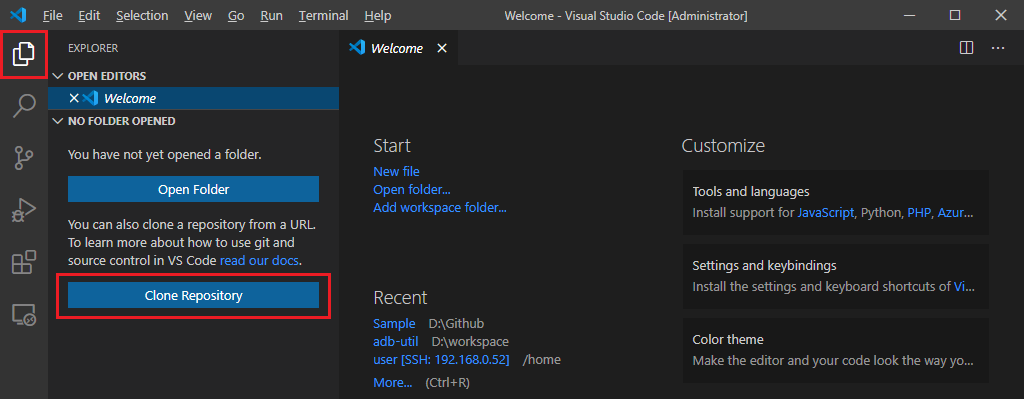 File Edit Selection View Go Run Terminal Help Welcome - Visual Studio Code [Administrator]
EXPLORER
OPEN EDITORS
Welcome
NO FOLDER OPENED
You have not yet opened a folder.
Open Folder
You can also clone a repository from a URL.
To learn more about how to use git and
source control in VS Code read our docs.
Clone Repository
Welcome
Start
New file
Open folder...
Add workspace folder...
Recent
Sample D:\Github
adb-util D:\workspace
user [SSH: 192.168.0.52] /home
More... (Ctrl+R)
Customize
Tools and languages
Install support for JavaScript, Python, PHP, Azur...
Settings and keybindings
Install the settings and keyboard shortcuts of Vi...
Color theme
Make the editor and your code look the way yo...